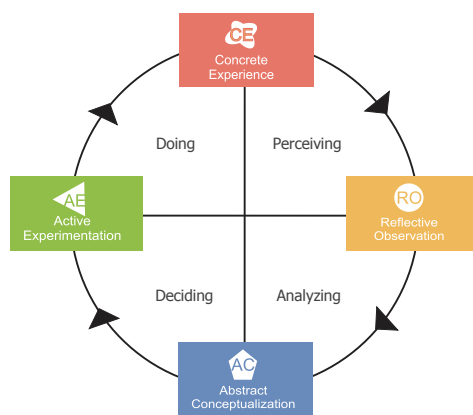 CE
Concrete
Experience
Doing
Perceiving
AE
Active
Experimentation
RO
Reflective
Observation
Deciding
Analyzing
AC
Abstract
Conceptualization